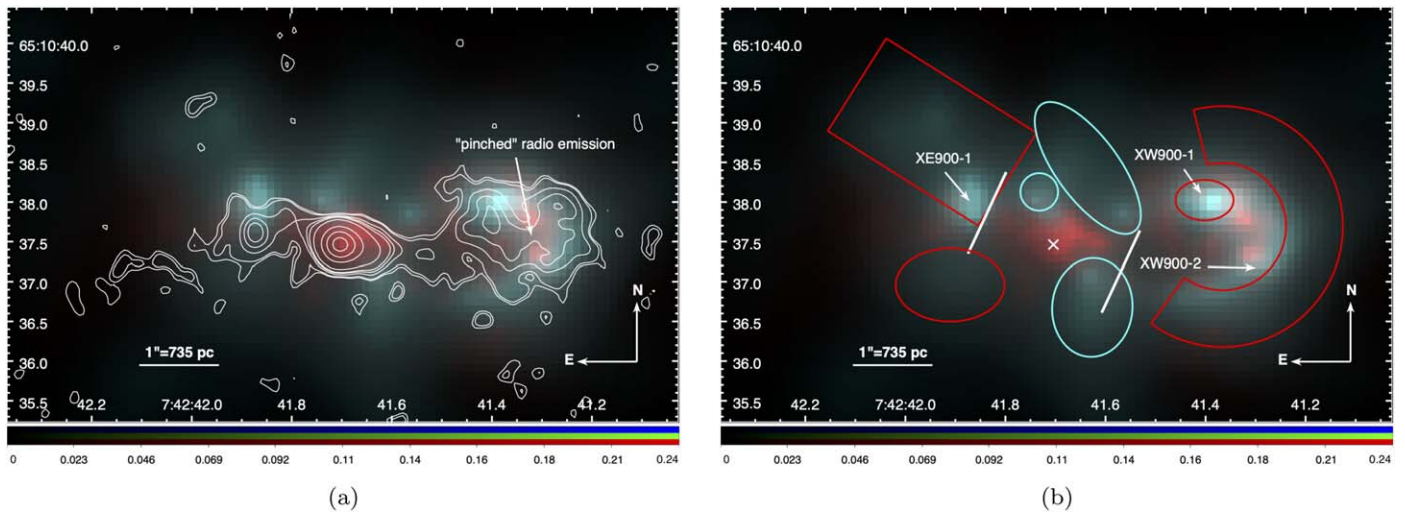 65:10:40.0
39.5
39.0
38.5
38.0
37.5
37.0
36.5
36.0
35.5
"pinched" radio emission
1"=735 pc
N
E
42.2 7:42:42.0 41.8 41.6 41.4 41.2
0 0.023 0.046 0.069 0.092 0.11 0.14 0.16 0.18 0.21 0.24
(a)
65:10:40.0
39.5
39.0
38.5
38.0
37.5
37.0
36.5
36.0
35.5
XE900-1
XW900-1
XW900-2
1"=735 pc
N
E
42.2 7:42:42.0 41.8 41.6 41.4 41.2
0 0.023 0.046 0.069 0.092 0.11 0.14 0.16 0.18 0.21 0.24
(b)